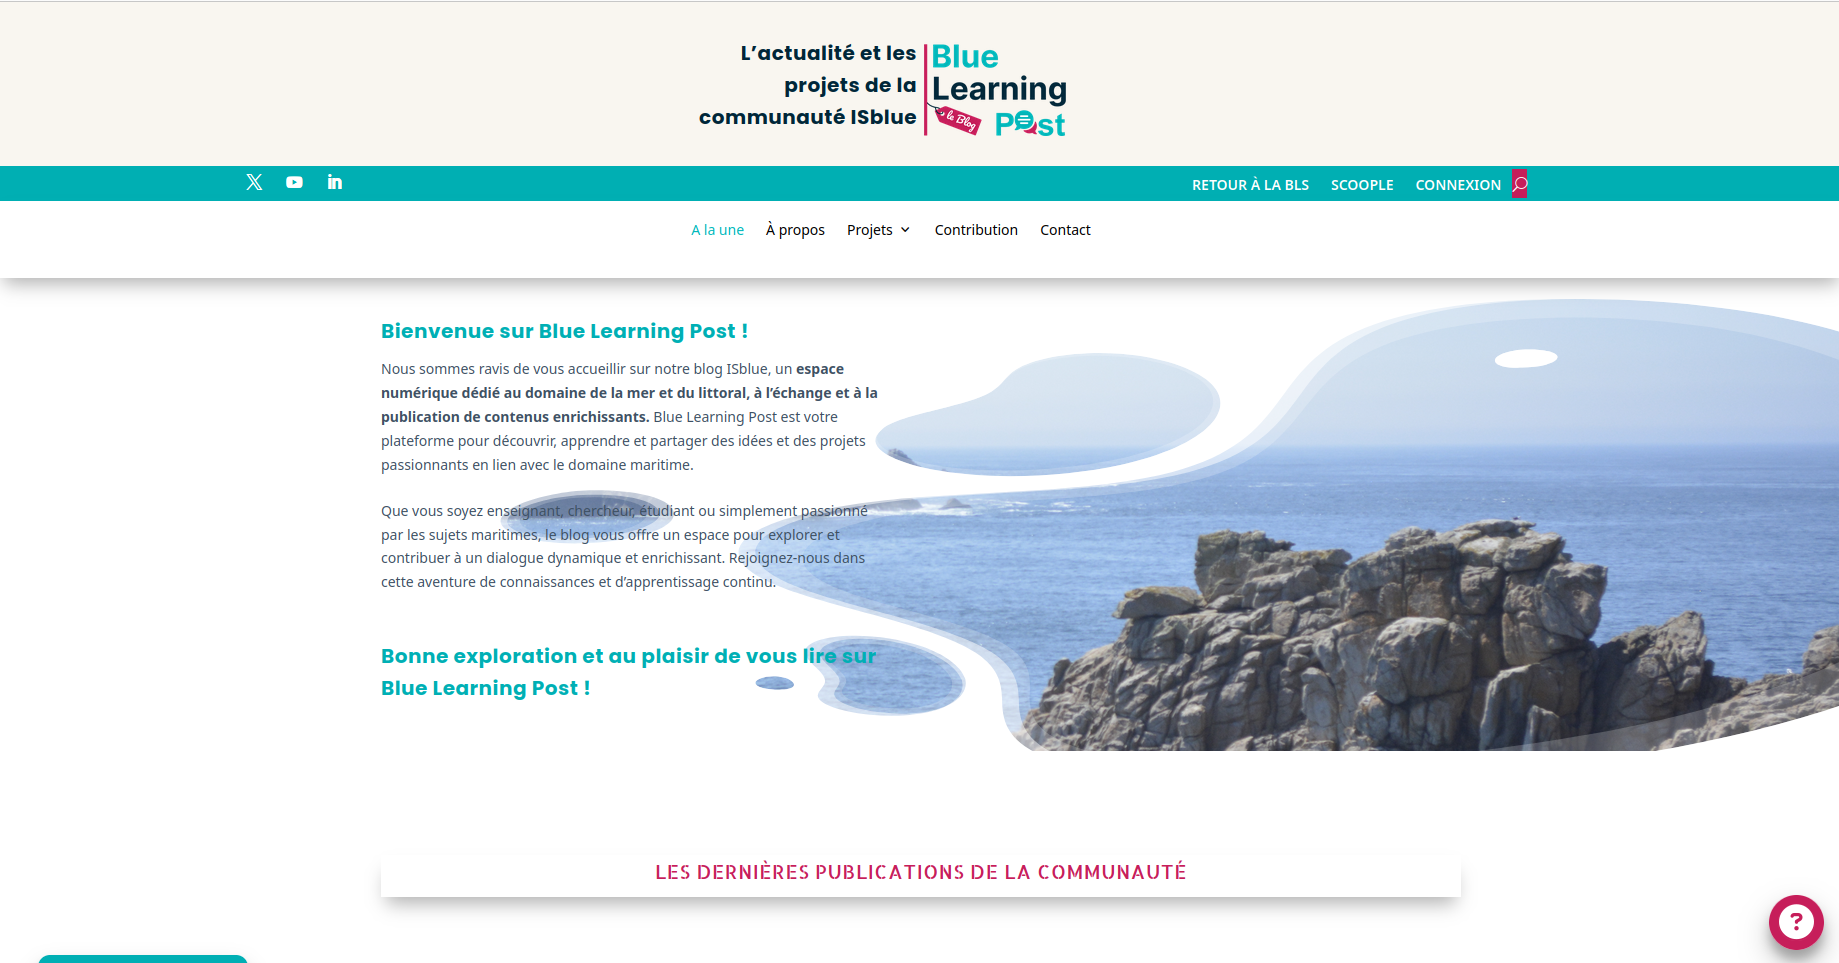 L’actualité et les
projets de la
communauté ISblue
Blue
Learning
le Blog
Post
RETOUR À LA BLS SCOOPLE CONNEXION
A la une À propos Projets Contribution Contact
Bienvenue sur Blue Learning Post !
Nous sommes ravis de vous accueillir sur notre blog ISblue, un espace
numérique dédié au domaine de la mer et du littoral, à l’échange et à la
publication de contenus enrichissants. Blue Learning Post est votre
plateforme pour découvrir, apprendre et partager des idées et des projets
passionnants en lien avec le domaine maritime.
Que vous soyez enseignant, chercheur, étudiant ou simplement passionné
par les sujets maritimes, le blog vous offre un espace pour explorer et
contribuer à un dialogue dynamique et enrichissant. Rejoignez-nous dans
cette aventure de connaissances et d’apprentissage continu.
Bonne exploration et au plaisir de vous lire sur
Blue Learning Post !
LES DERNIÈRES PUBLICATIONS DE LA COMMUNAUTÉ
?